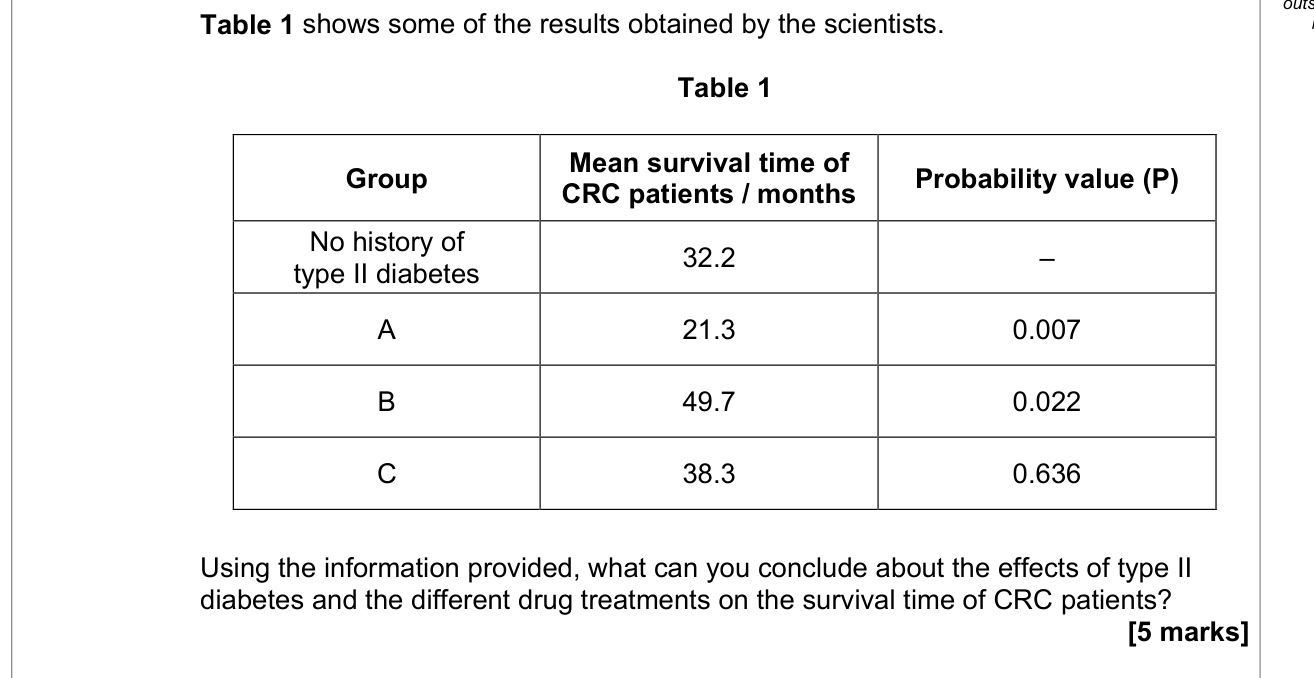 outs
Table 1 shows some of the results obtained by the scientists.
Table 1
Group
Mean survival time of
CRC patients / months
Probability value (P)
No history of
type II diabetes
32.2
–
A
21.3
0.007
B
49.7
0.022
C
38.3
0.636
Using the information provided, what can you conclude about the effects of type II
diabetes and the different drug treatments on the survival time of CRC patients?
[5 marks]